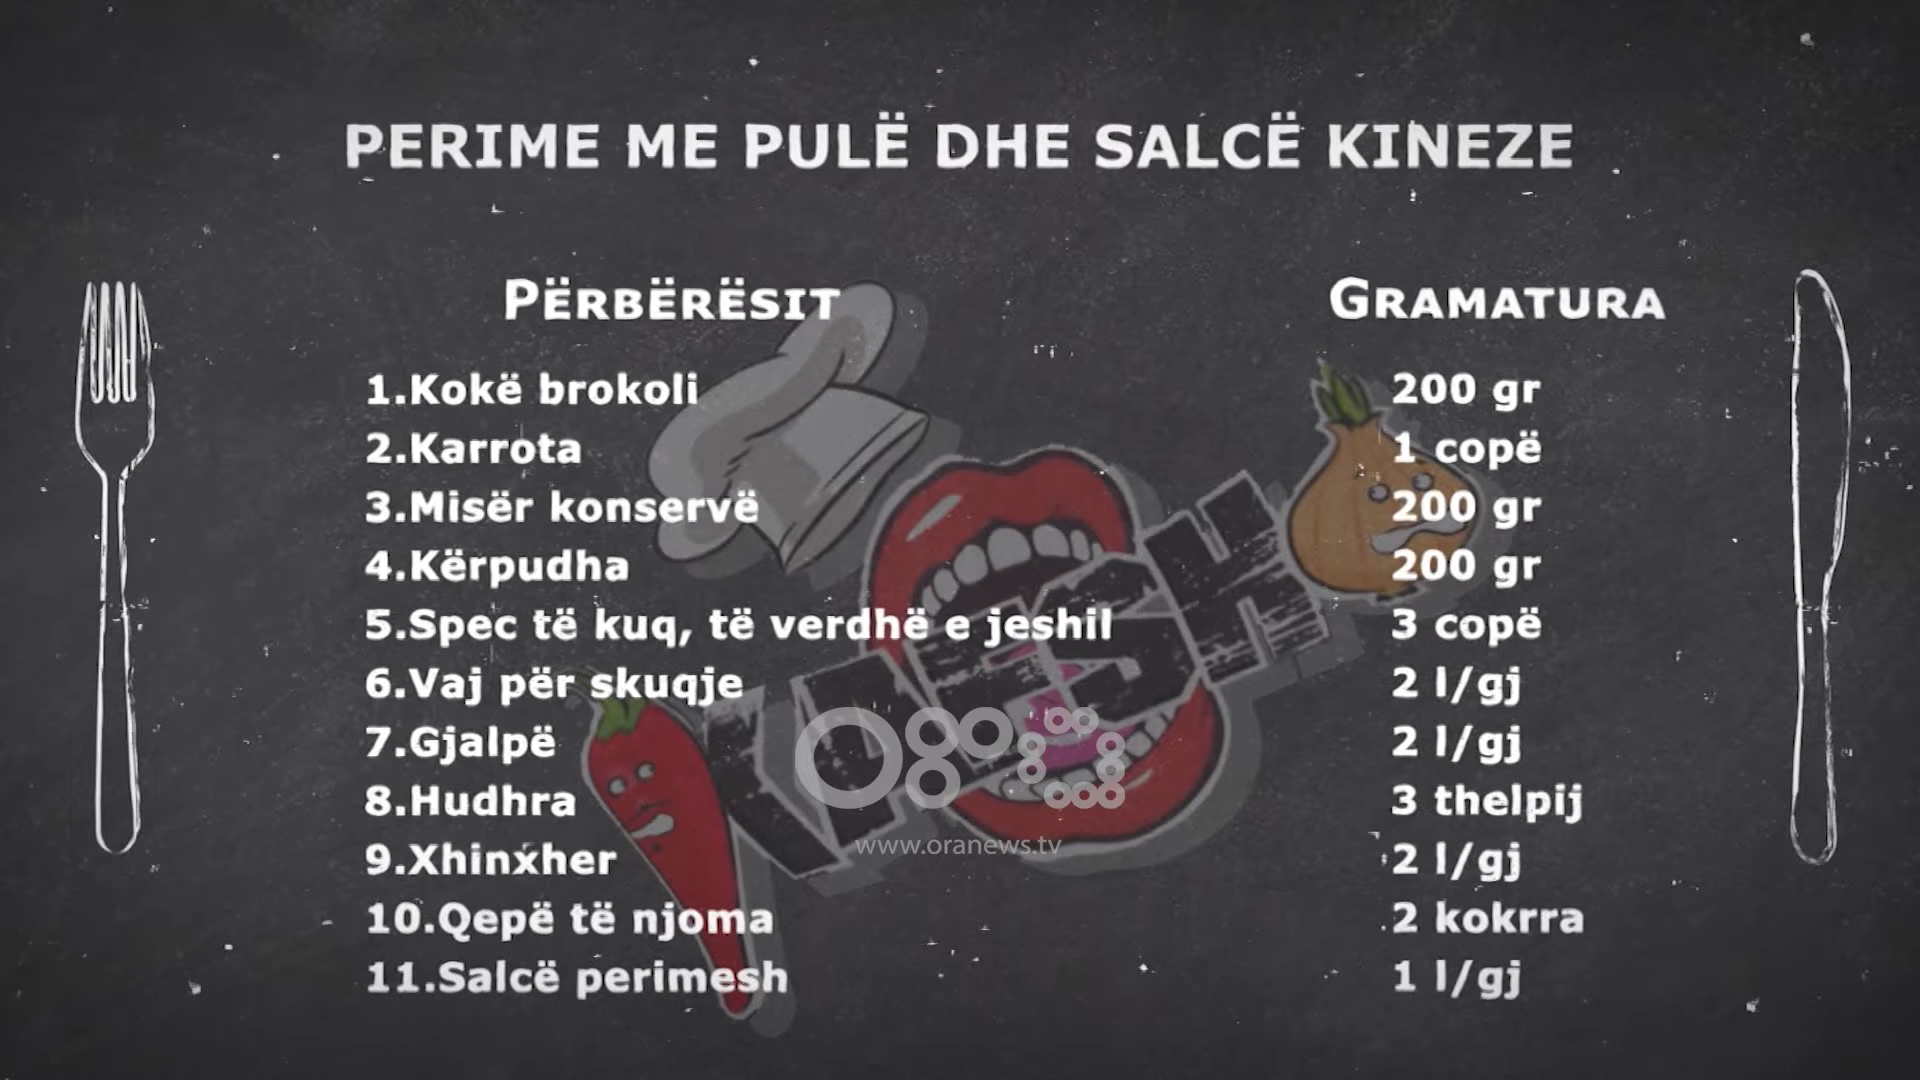 PERIME ME PULË DHE SALCË KINEZE
PËRBËRËSIT GRAMATURA
1.Kokë brokoli 200 gr
2.Karrota 1 copë
3.Misër konservë 200 gr
4.Kërpudha 200 gr
5.Spec të kuq, të verdhë e jeshil 3 copë
6.Vaj për skuqje 2 l/gj
7.Gjalpë 2 l/gj
8.Hudhra 3 thelpij
9.Xhinxher 2 l/gj
10.Qepë të njoma 2 kokrra
11.Salcë perimesh 1 l/gj
www.oranews.tv